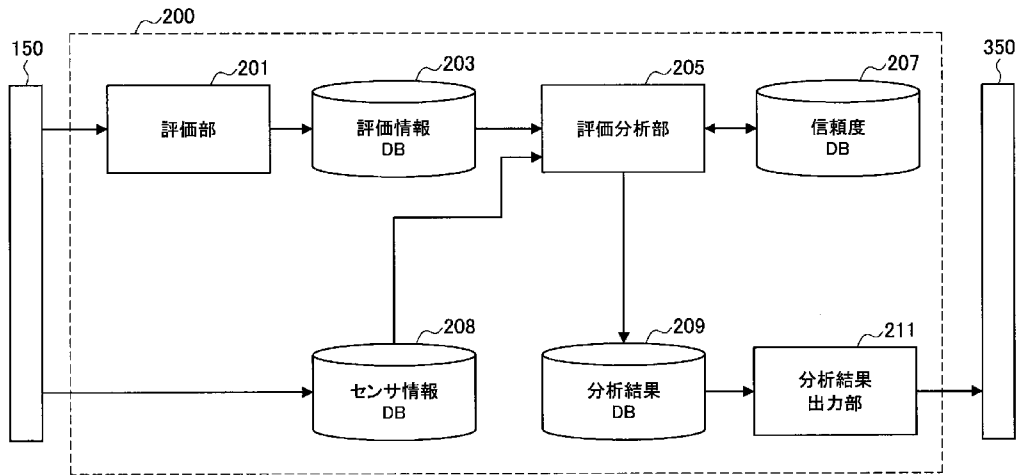 200
150
201
203
205
207
350
評価部
評価情報
DB
評価分析部
信頼度
DB
208
209
211
センサ情報
DB
分析結果
DB
分析結果
出力部